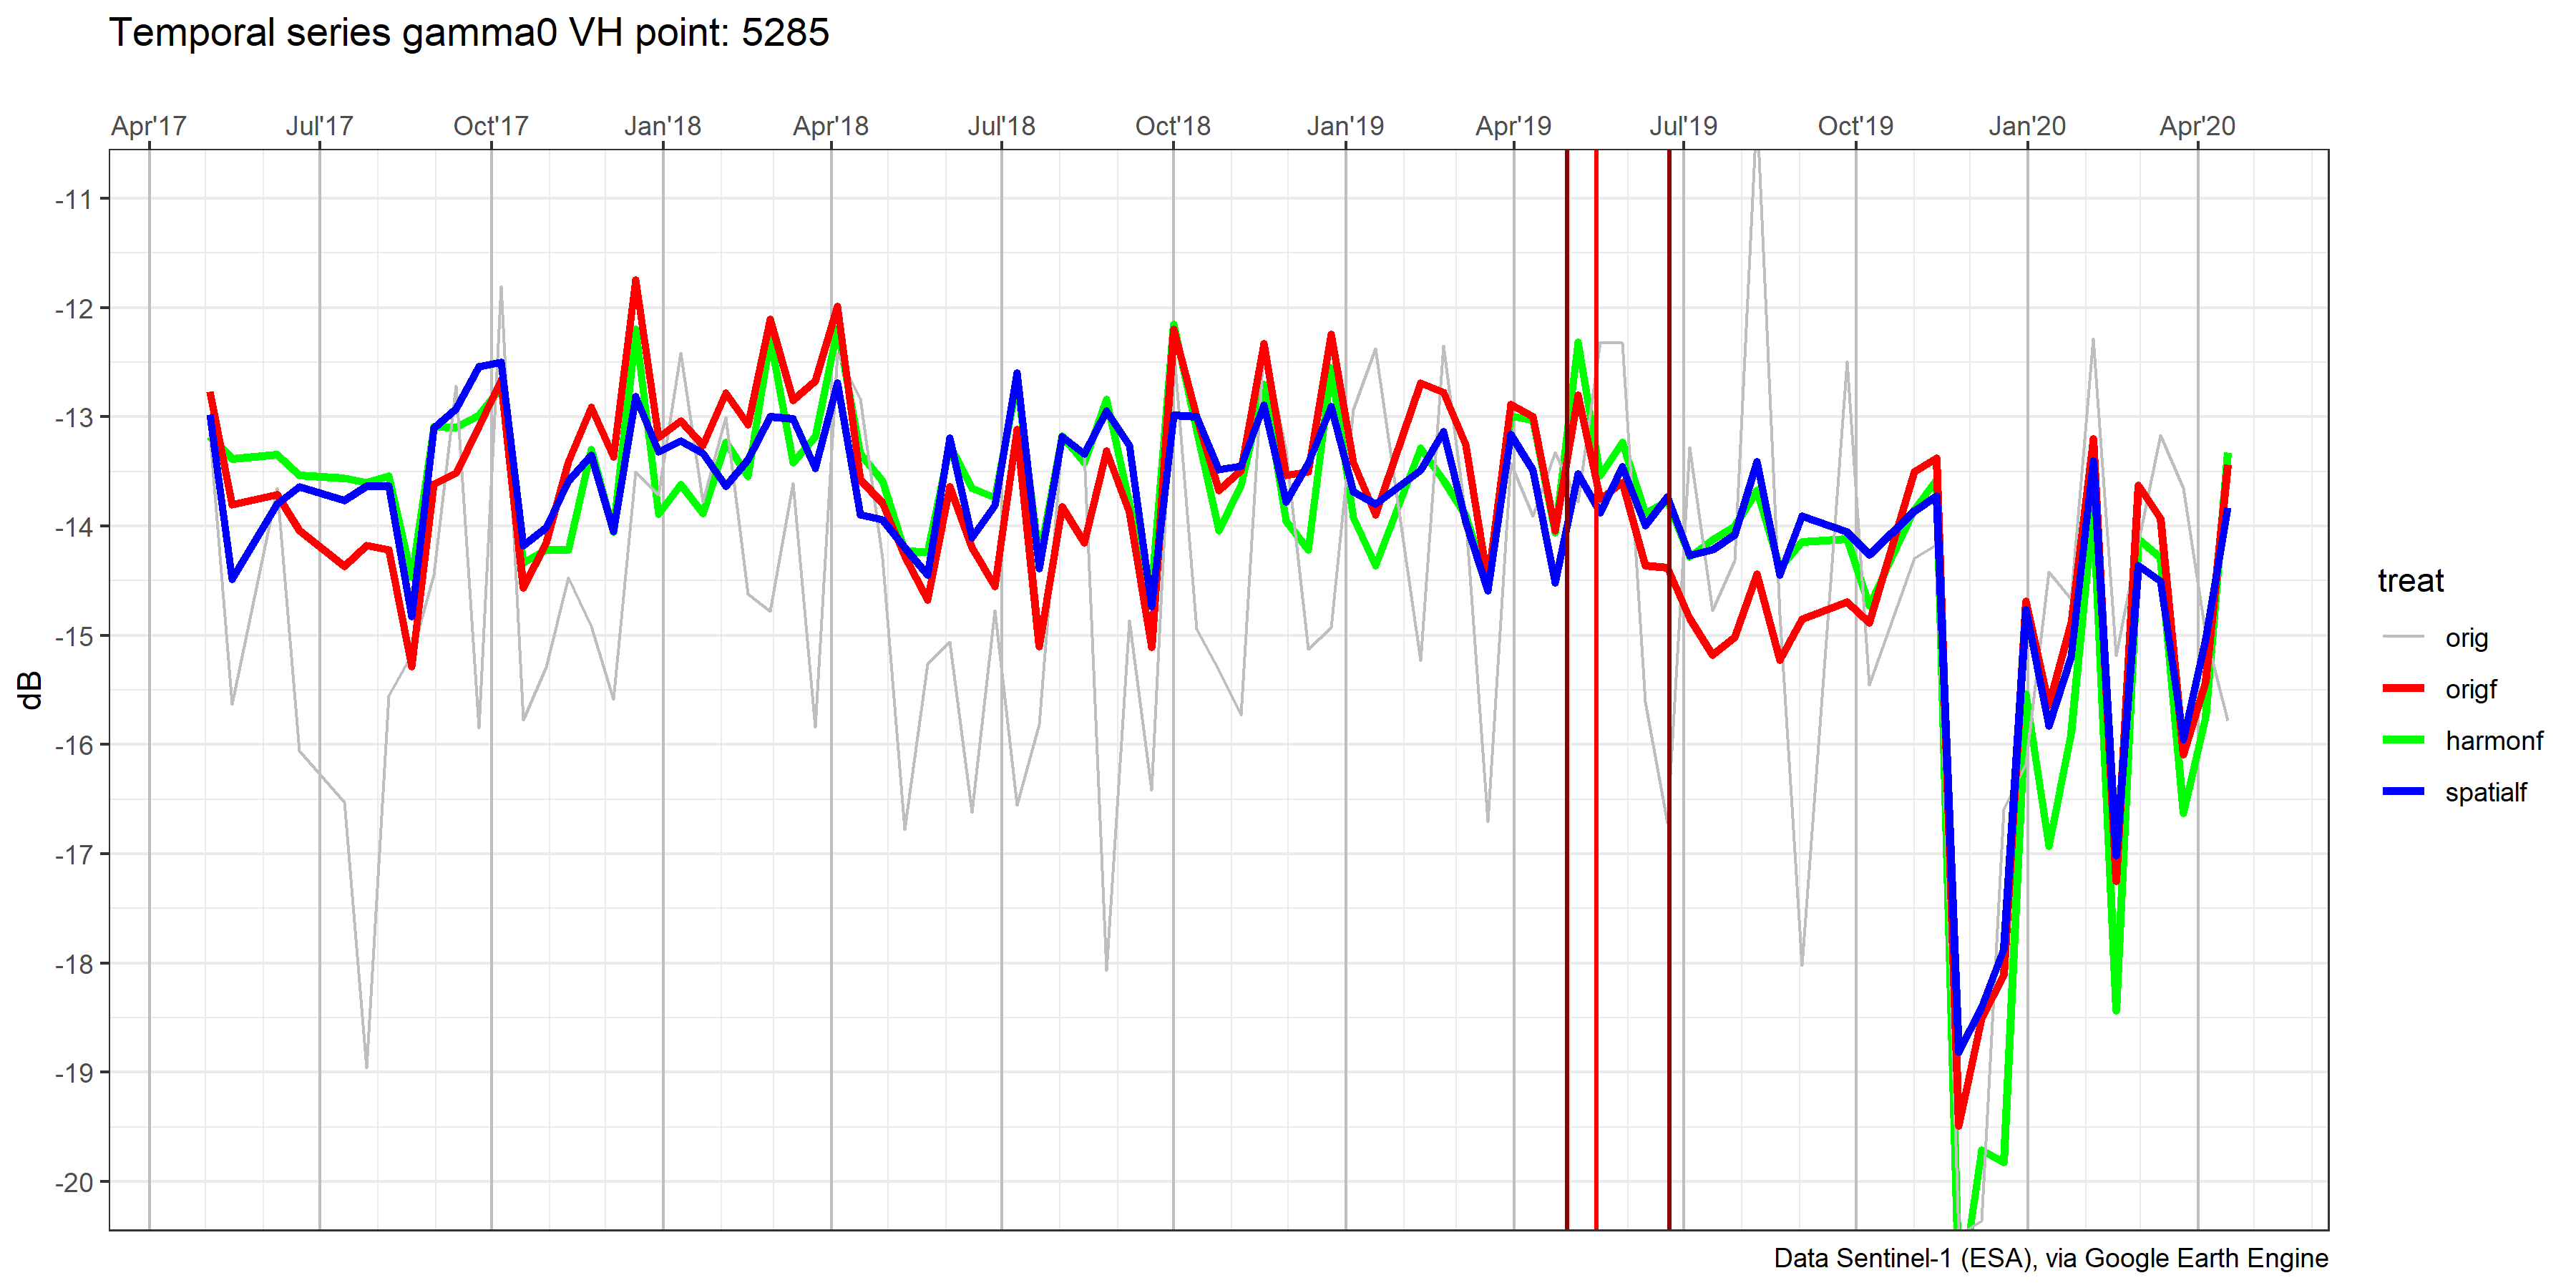 Temporal series gamma0 VH point: 5285
Apr'17 Jul'17 Oct'17 Jan'18 Apr'18 Jul'18 Oct'18 Jan'19 Apr'19 Jul'19 Oct'19 Jan'20 Apr'20
-11
-12
-13
-14
-15
-16
-17
-18
-19
-20
dB
treat
orig
origf
harmonf
spatialf
Data Sentinel-1 (ESA), via Google Earth Engine